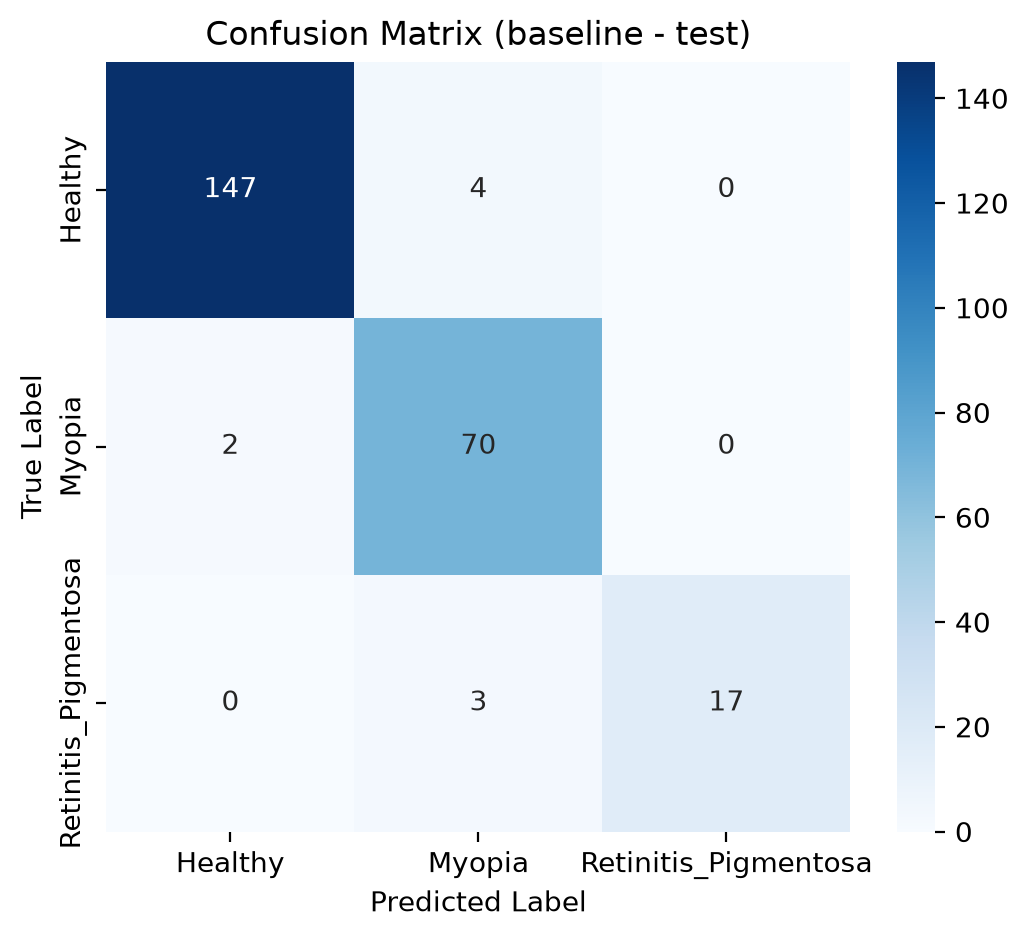 Confusion Matrix (baseline - test)
True Label
Healthy
Myopia
Retinitis_Pigmentosa
147 4 0
2 70 0
0 3 17
Healthy Myopia Retinitis_Pigmentosa
Predicted Label
140
120
100
80
60
40
20
0